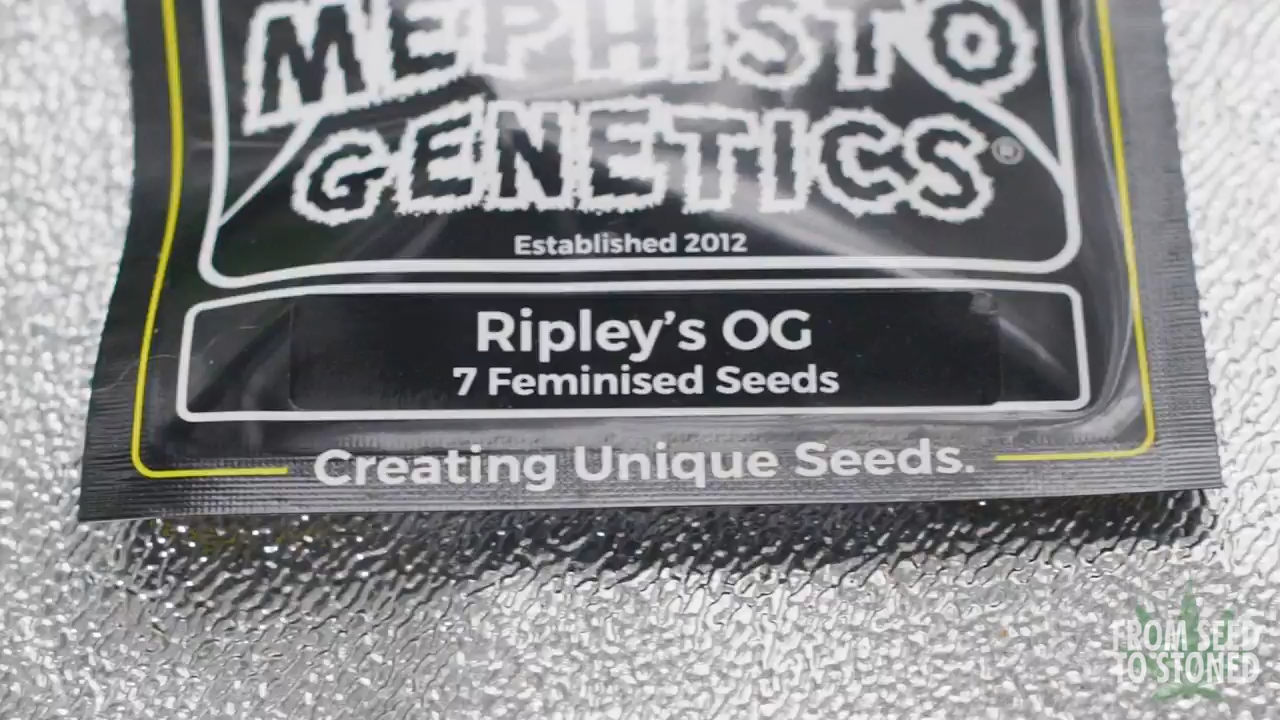 MEPHISTO
GENETICS®
Established 2012
Ripley's OG
7 Feminised Seeds
Creating Unique Seeds.
FROM SEED
TO STONED